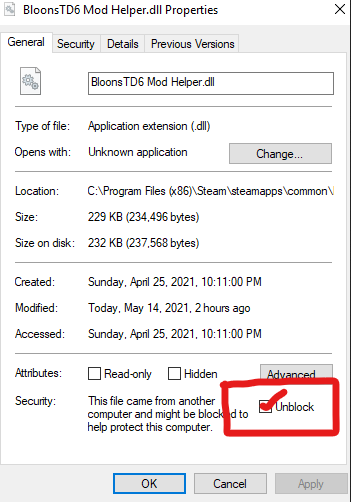 BloonsTD6 Mod Helper.dll Properties
General Security Details Previous Versions
BloonsTD6 Mod Helper.dll
Type of file: Application extension (.dll)
Opens with: Unknown application Change...
Location: C:\Program Files (x86)\Steam\steamapps\common\
Size: 229 KB (234,496 bytes)
Size on disk: 232 KB (237,568 bytes)
Created: Sunday, April 25, 2021, 10:11:00 PM
Modified: Today, May 14, 2021, 2 hours ago
Accessed: Sunday, April 25, 2021, 10:11:00 PM
Attributes: Read-only Hidden Advanced...
Security: This file came from another
computer and might be blocked to
help protect this computer.
Unblock
OK Cancel Apply